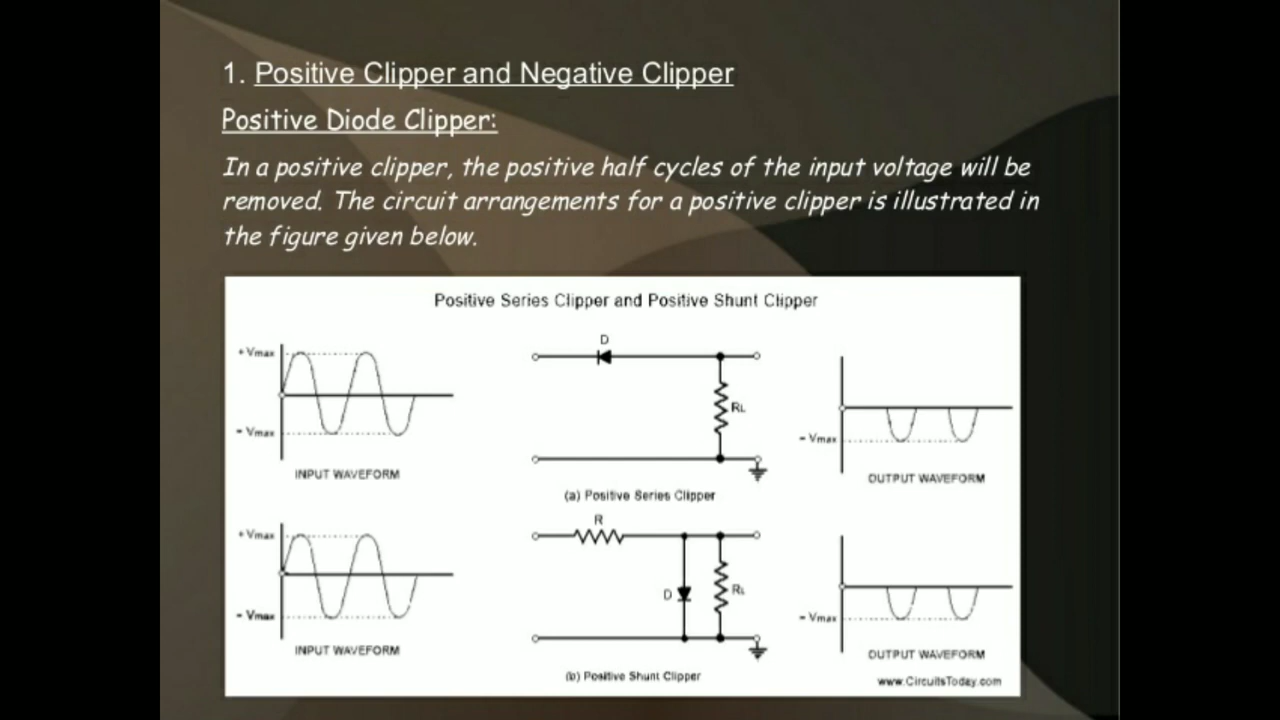 1. Positive Clipper and Negative Clipper
Positive Diode Clipper:
In a positive clipper, the positive half cycles of the input voltage will be
removed. The circuit arrangements for a positive clipper is illustrated in
the figure given below.
Positive Series Clipper and Positive Shunt Clipper
+ Vmax
- Vmax
INPUT WAVEFORM
D
RL
(a) Positive Series Clipper
- Vmax
OUTPUT WAVEFORM
+ Vmax
- Vmax
INPUT WAVEFORM
R
D
RL
(b) Positive Shunt Clipper
- Vmax
OUTPUT WAVEFORM
www.CircuitsToday.com